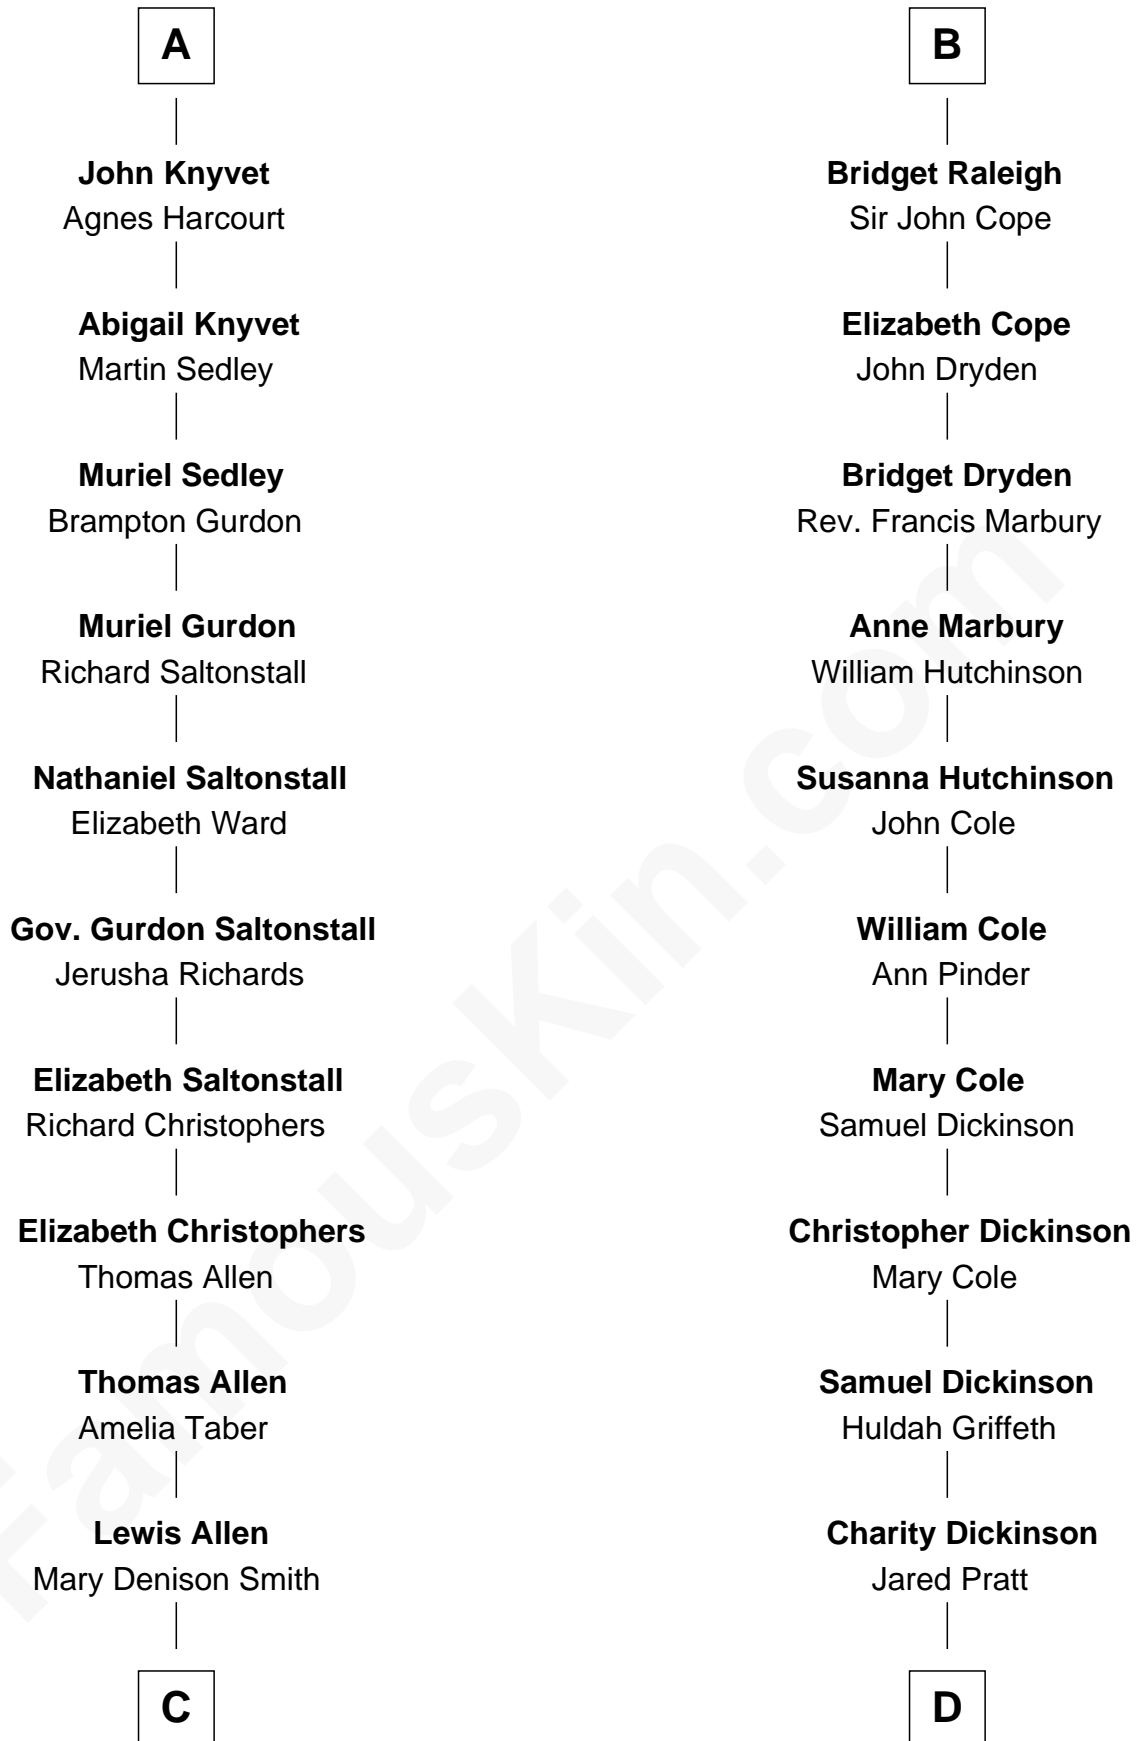 A
John Knyvet
Agnes Harcourt
Abigail Knyvet
Martin Sedley
Muriel Sedley
Brampton Gurdon
Muriel Gurdon
Richard Saltonstall
Nathaniel Saltonstall
Elizabeth Ward
Gov. Gurdon Saltonstall
Jerusha Richards
Elizabeth Saltonstall
Richard Christophers
Elizabeth Christophers
Thomas Allen
Thomas Allen
Amelia Taber
Lewis Allen
Mary Denison Smith
C
B
Bridget Raleigh
Sir John Cope
Elizabeth Cope
John Dryden
Bridget Dryden
Rev. Francis Marbury
Anne Marbury
William Hutchinson
Susanna Hutchinson
John Cole
William Cole
Ann Pinder
Mary Cole
Samuel Dickinson
Christopher Dickinson
Mary Cole
Samuel Dickinson
Huldah Griffeth
Charity Dickinson
Jared Pratt
D
FamousKin.com